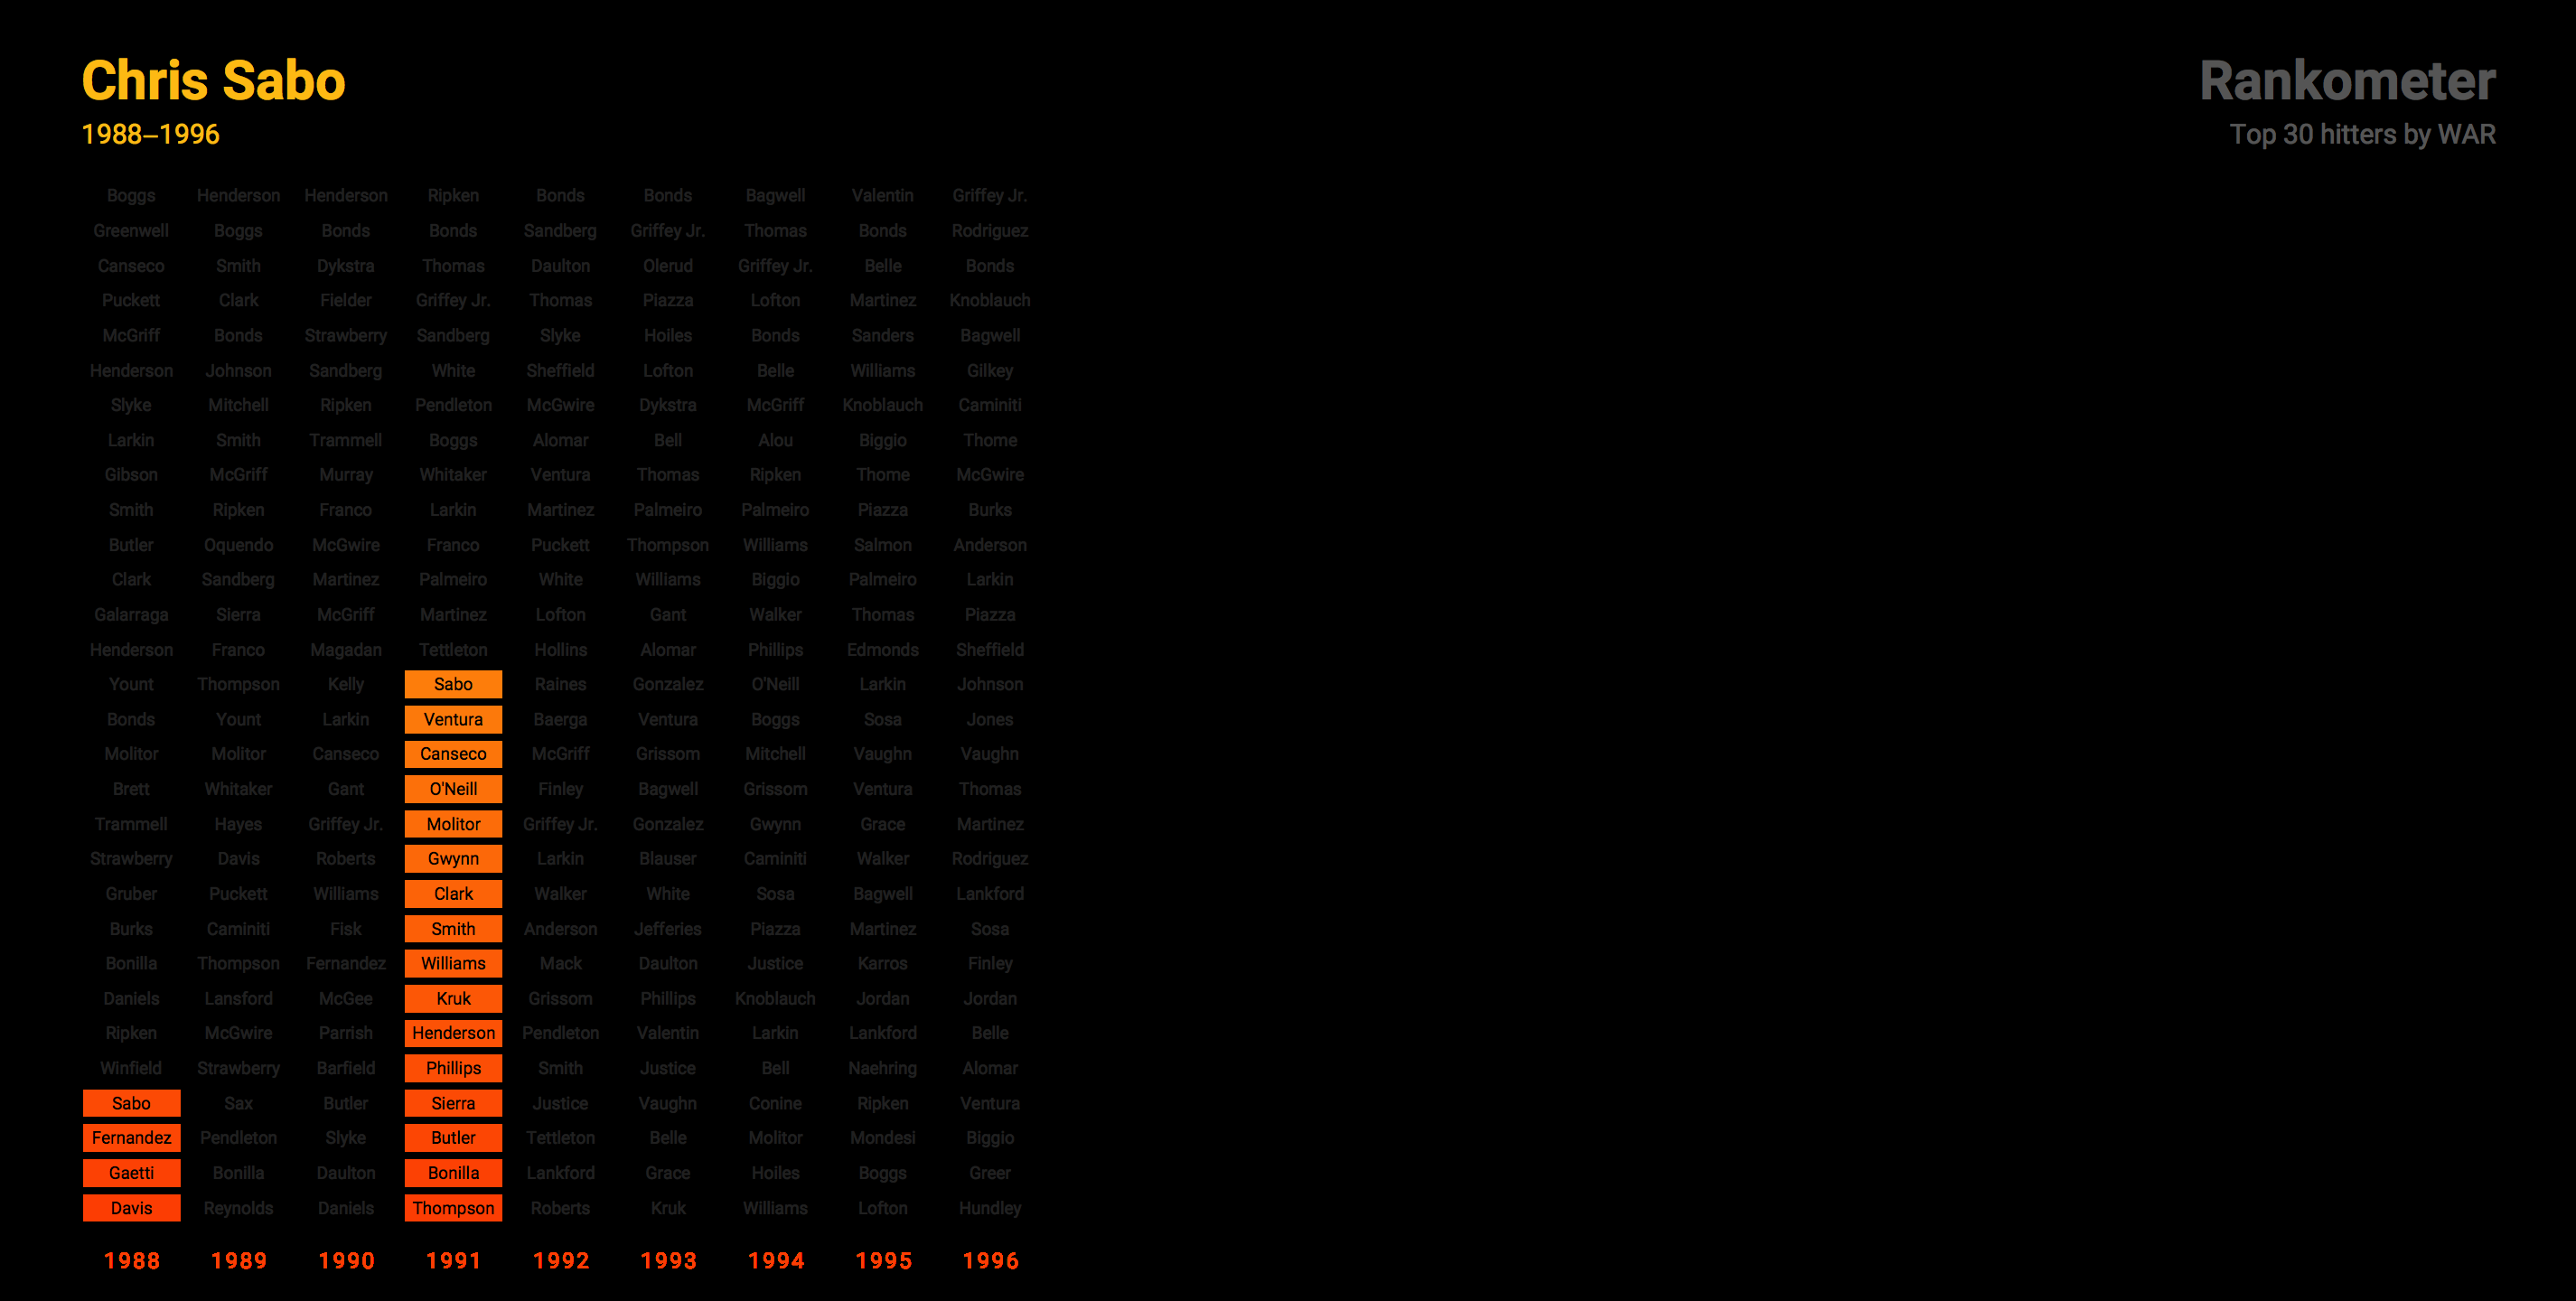 Chris Sabo
1988–1996
Rankometer
Top 30 hitters by WAR
Boggs Henderson Henderson Ripken Bonds Bonds Bagwell Valentin Griffey Jr.
Greenwell Boggs Bonds Bonds Sandberg Griffey Jr. Thomas Bonds Rodriguez
Canseco Smith Dykstra Thomas Daulton Olerud Griffey Jr. Belle Bonds
Puckett Clark Fielder Griffey Jr. Thomas Piazza Lofton Martinez Knoblauch
McGriff Bonds Strawberry Sandberg Slyke Hoiles Bonds Sanders Bagwell
Henderson Johnson Sandberg White Sheffield Lofton Belle Williams Gilkey
Slyke Mitchell Ripken Pendleton McGwire Dykstra McGriff Knoblauch Caminiti
Larkin Smith Trammell Boggs Alomar Bell Alou Biggio Thome
Gibson McGriff Murray Whitaker Ventura Thomas Ripken Thome McGwire
Smith Ripken Franco Larkin Martinez Palmeiro Palmeiro Piazza Burks
Butler Oquendo McGwire Franco Puckett Thompson Williams Salmon Anderson
Clark Sandberg Martinez Palmeiro White Williams Biggio Palmeiro Larkin
Galarraga Sierra McGriff Martinez Lofton Gant Walker Thomas Piazza
Henderson Franco Magadan Tettleton Hollins Alomar Phillips Edmonds Sheffield
Yount Thompson Kelly Sabo Raines Gonzalez O'Neill Larkin Johnson
Bonds Yount Larkin Ventura Baerga Ventura Boggs Sosa Jones
Molitor Molitor Canseco Canseco McGriff Grissom Mitchell Vaughn Vaughn
Brett Whitaker Gant O'Neill Finley Bagwell Grissom Ventura Thomas
Trammell Hayes Griffey Jr. Molitor Griffey Jr. Gonzalez Gwynn Grace Martinez
Strawberry Davis Roberts Gwynn Larkin Blauser Caminiti Walker Rodriguez
Gruber Puckett Williams Clark Walker White Sosa Bagwell Lankford
Burks Caminiti Fisk Smith Anderson Jefferies Piazza Martinez Sosa
Bonilla Thompson Fernandez Williams Mack Daulton Justice Karros Finley
Daniels Lansford McGee Kruk Grissom Phillips Knoblauch Jordan Jordan
Ripken McGwire Parrish Henderson Pendleton Valentin Larkin Lankford Belle
Winfield Strawberry Barfield Phillips Smith Justice Bell Naehring Alomar
Sabo Sax Butler Sierra Justice Vaughn Conine Ripken Ventura
Fernandez Pendleton Slyke Butler Tettleton Belle Molitor Mondesi Biggio
Gaetti Bonilla Daulton Bonilla Lankford Grace Hoiles Boggs Greer
Davis Reynolds Daniels Thompson Roberts Kruk Williams Lofton Hundley
1988 1989 1990 1991 1992 1993 1994 1995 1996